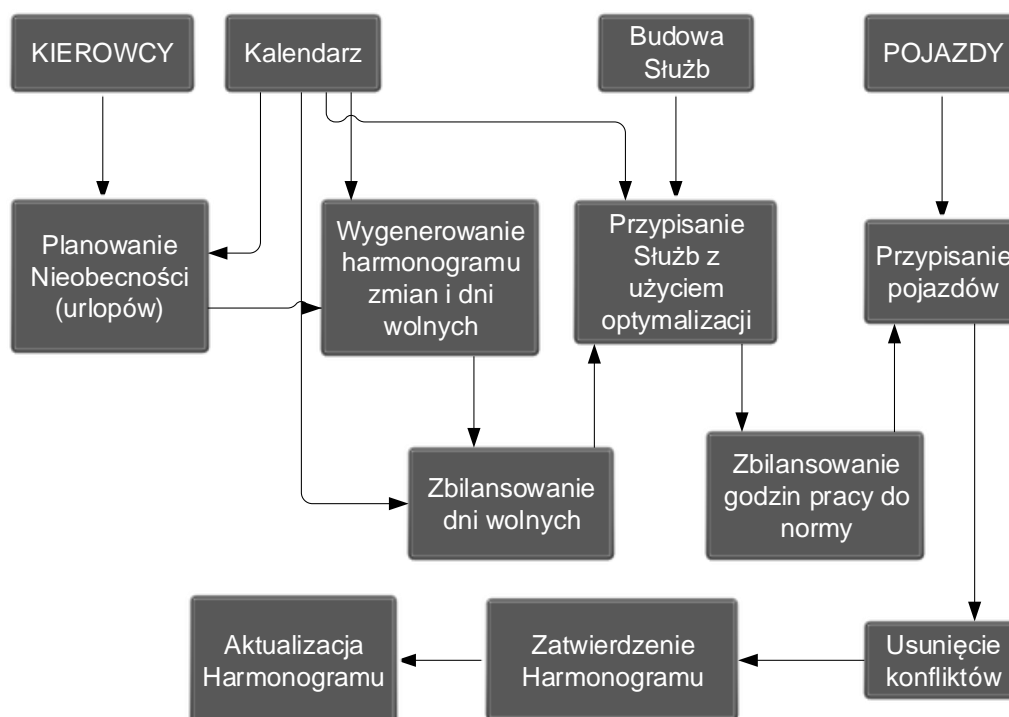 KIEROWCY
Kalendarz
Budowa
Służb
POJAZDY
Planowanie
Nieobecności
(urlopów)
Wygenerowanie
harmonogramu
zmian i dni
wolnych
Przypisanie
Służb z
użyciem
optymalizacji
Przypisanie
pojazdów
Zbilansowanie
dni wolnych
Zbilansowanie
godzin pracy do
normy
Aktualizacja
Harmonogramu
Zatwierdzenie
Harmonogramu
Usunięcie
konfliktów